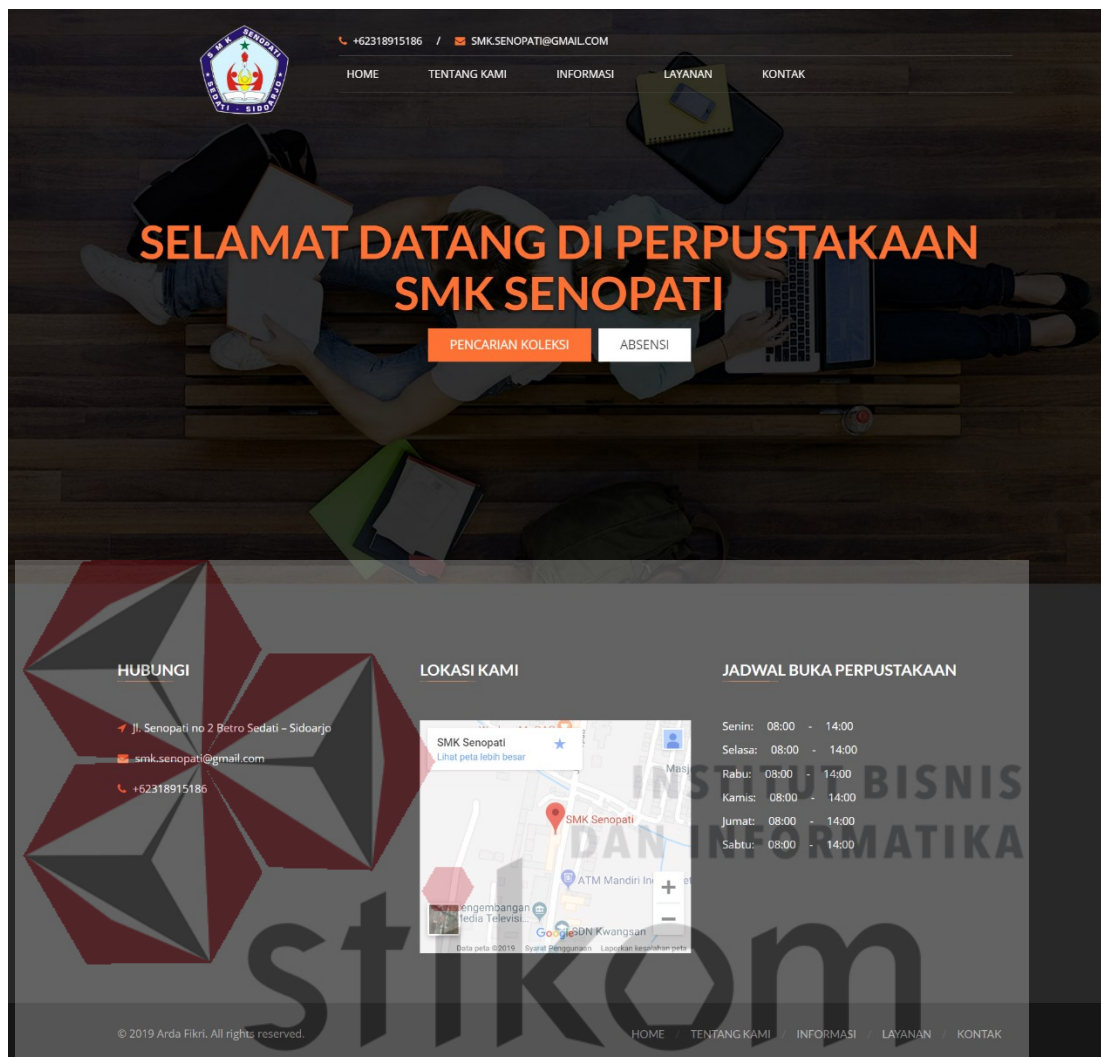 SMK SENOPATI
SEDATI - SIDOARJO
+62318915186 / SMK.SENOPATI@GMAIL.COM
HOME TENTANG KAMI INFORMASI LAYANAN KONTAK
SELAMAT DATANG DI PERPUSTAKAAN
SMK SENOPATI
PENCARIAN KOLEKSI ABSENSI
HUBUNGI
Jl. Senopati no 2 Betro Sedati – Sidoarjo
smk.senopati@gmail.com
+62318915186
LOKASI KAMI
SMK Senopati
Lihat peta lebih besar
Masj
SMK Senopati
ATM Mandiri In
engembangan
Media Televisi...
Google
SDN Kwangsan
Data peta ©2019 Syarat Penggunaan Laporkan kesalahan peta
JADWAL BUKA PERPUSTAKAAN
Senin: 08:00 - 14:00
Selasa: 08:00 - 14:00
Rabu: 08:00 - 14:00
Kamis: 08:00 - 14:00
Jumat: 08:00 - 14:00
Sabtu: 08:00 - 14:00
INSTITUT BISNIS
DAN INFORMATIKA
stikom
© 2019 Arda Fikri. All rights reserved.
HOME / TENTANG KAMI / INFORMASI / LAYANAN / KONTAK